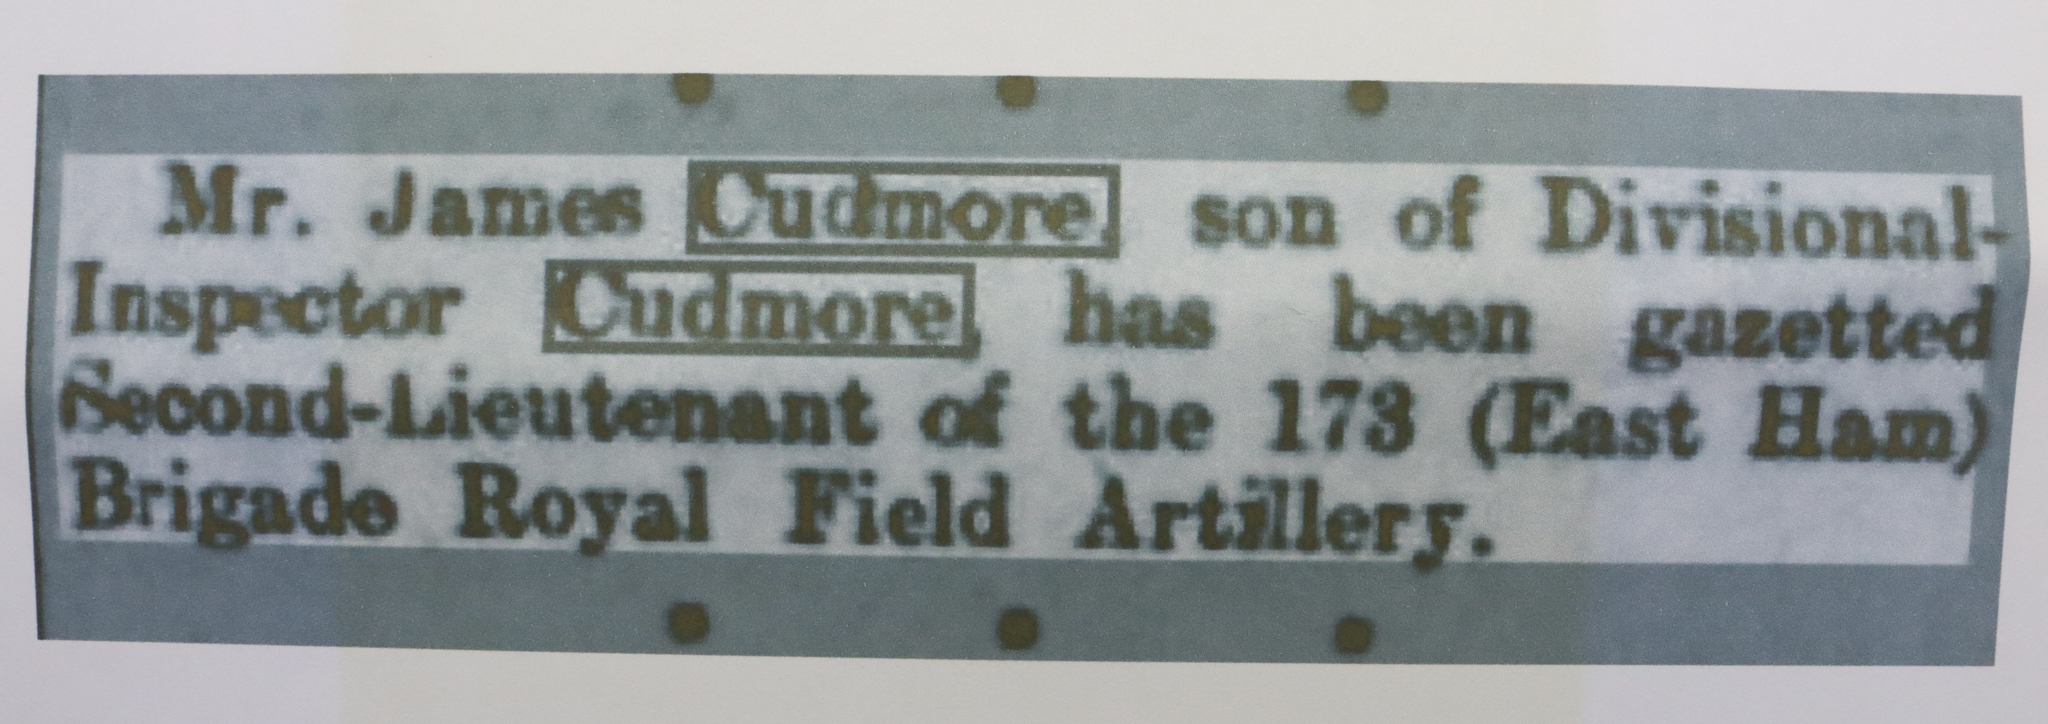 Mr. James Cudmore, son of Divisional-
Inspector Cudmore, has been gazetted
Second-Lieutenant of the 173 (East Ham)
Brigade Royal Field Artillery.